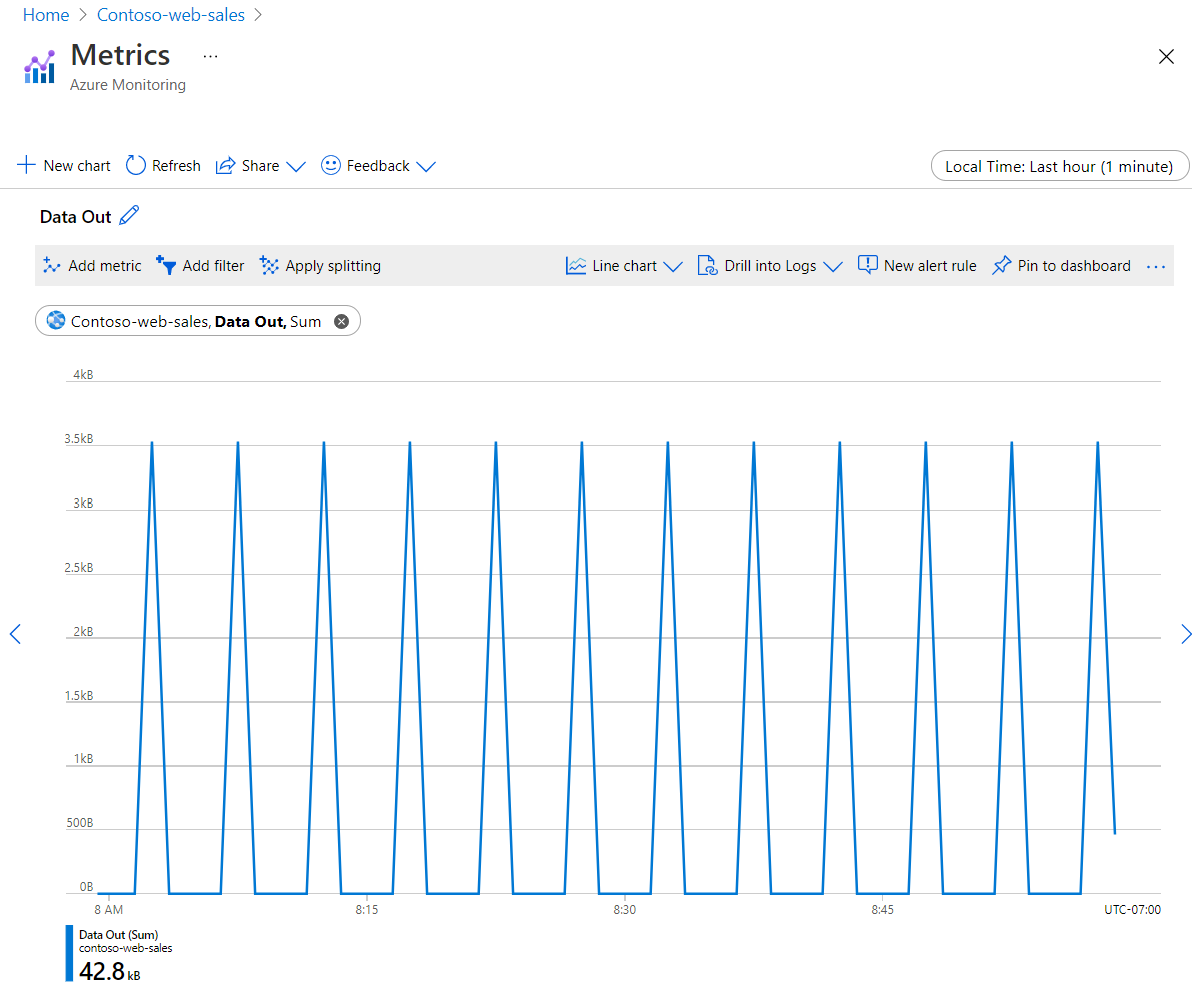 Home > Contoso-web-sales >
Metrics ...
Azure Monitoring
New chart Refresh Share Feedback Local Time: Last hour (1 minute)
Data Out
Add metric Add filter Apply splitting Line chart Drill into Logs New alert rule Pin to dashboard ...
Contoso-web-sales, Data Out, Sum
4kB
3.5kB
3kB
2.5kB
2kB
1.5kB
1kB
500B
0B
8 AM 8:15 8:30 8:45 UTC-07:00
Data Out (Sum)
contoso-web-sales
42.8 kB